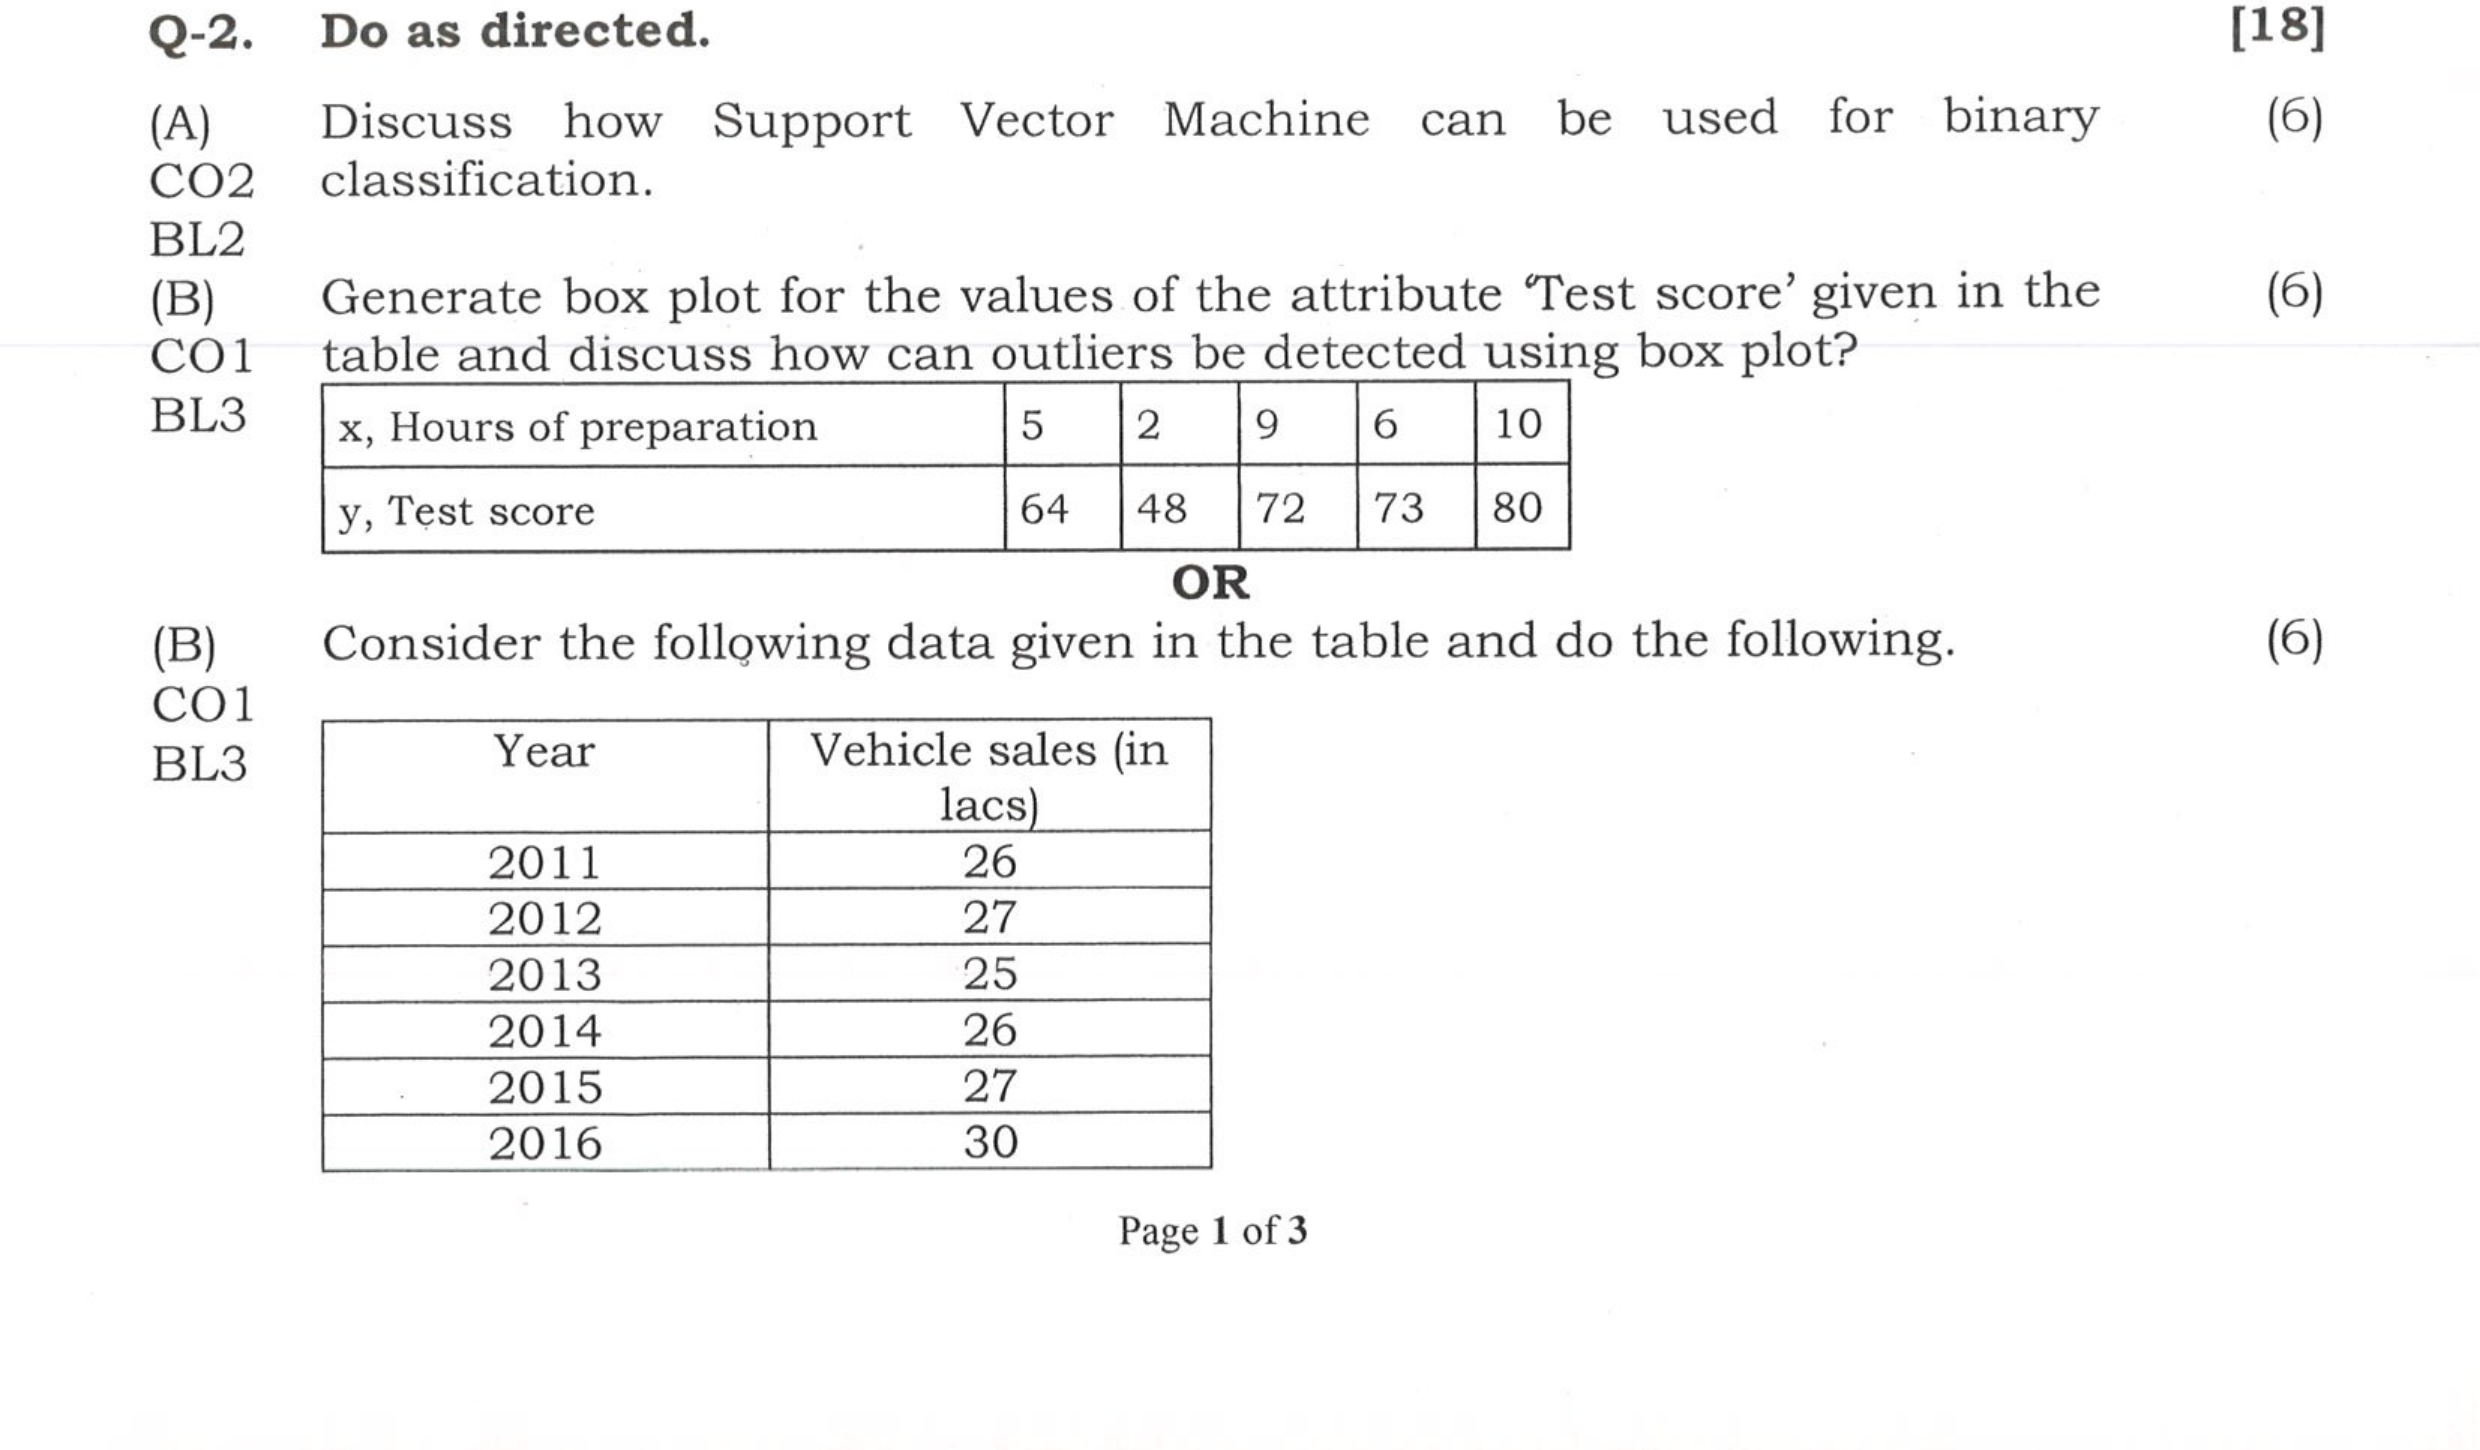 Q-2. Do as directed. [18]
(A) Discuss how Support Vector Machine can be used for binary (6)
CO2 classification.
BL2
(B) Generate box plot for the values of the attribute ‘Test score’ given in the (6)
CO1 table and discuss how can outliers be detected using box plot?
BL3 x, Hours of preparation 5 2 9 6 10
y, Test score 64 48 72 73 80
OR
(B) Consider the following data given in the table and do the following. (6)
CO1
BL3 Year Vehicle sales (in
lacs)
2011 26
2012 27
2013 25
2014 26
2015 27
2016 30
Page 1 of 3